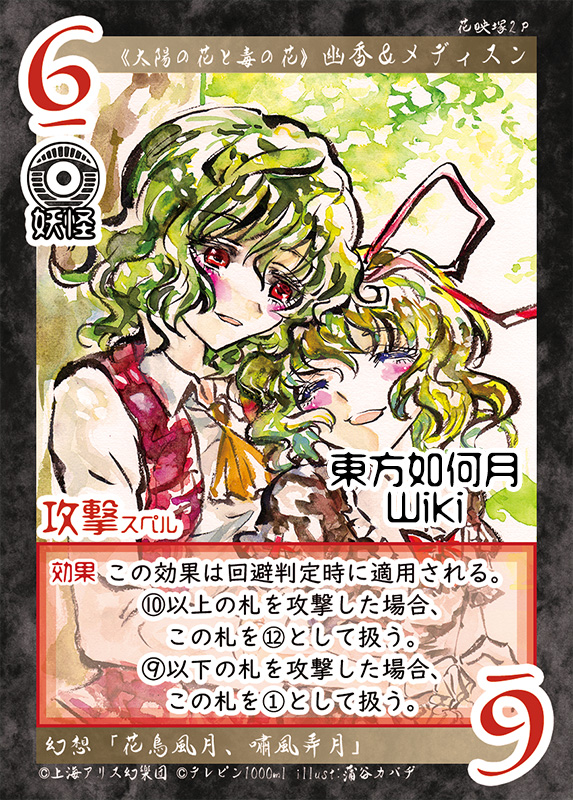 花映塚2P
《太陽の花と毒の花》 幽香&メディスン
6
妖怪
東方如何月
Wiki
攻撃スペル
効果 この効果は回避判定時に適用される。
⑩以上の札を攻撃した場合、
この札を⑫として扱う。
⑨以下の札を攻撃した場合、
この札を①として扱う。
6
幻想「花鳥風月、嘯風弄月」
©上海アリス幻樂団 ©テレピン1000ml illust:蒲谷カバヂ